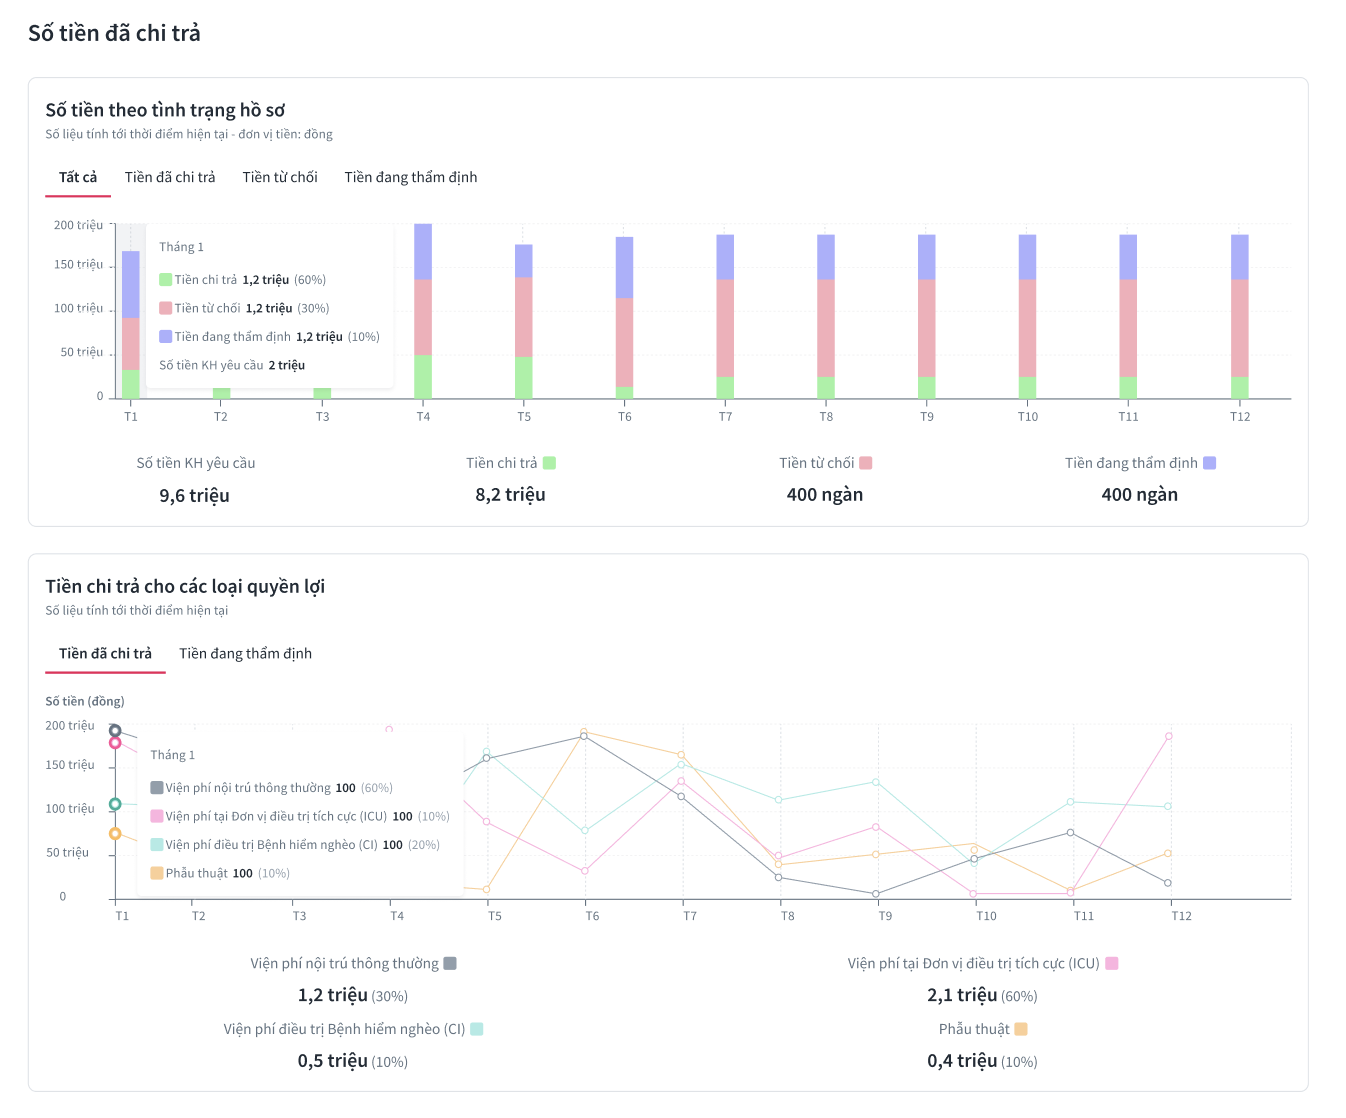 Số tiền đã chi trả
Số tiền theo tình trạng hồ sơ
Số liệu tính tới thời điểm hiện tại - đơn vị tiền: đồng
Tất cả Tiền đã chi trả Tiền từ chối Tiền đang thẩm định
200 triệu
150 triệu
100 triệu
50 triệu
0
Tháng 1
Tiền chi trả 1,2 triệu (60%)
Tiền từ chối 1,2 triệu (30%)
Tiền đang thẩm định 1,2 triệu (10%)
Số tiền KH yêu cầu 2 triệu
T1 T2 T3 T4 T5 T6 T7 T8 T9 T10 T11 T12
Số tiền KH yêu cầu Tiền chi trả Tiền từ chối Tiền đang thẩm định
9,6 triệu 8,2 triệu 400 ngàn 400 ngàn
Tiền chi trả cho các loại quyền lợi
Số liệu tính tới thời điểm hiện tại
Tiền đã chi trả Tiền đang thẩm định
Số tiền (đồng)
200 triệu
150 triệu
100 triệu
50 triệu
0
Tháng 1
Viện phí nội trú thông thường 100 (60%)
Viện phí tại Đơn vị điều trị tích cực (ICU) 100 (10%)
Viện phí điều trị Bệnh hiểm nghèo (CI) 100 (20%)
Phẫu thuật 100 (10%)
T1 T2 T3 T4 T5 T6 T7 T8 T9 T10 T11 T12
Viện phí nội trú thông thường Viện phí tại Đơn vị điều trị tích cực (ICU)
1,2 triệu (30%) 2,1 triệu (60%)
Viện phí điều trị Bệnh hiểm nghèo (CI) Phẫu thuật
0,5 triệu (10%) 0,4 triệu (10%)